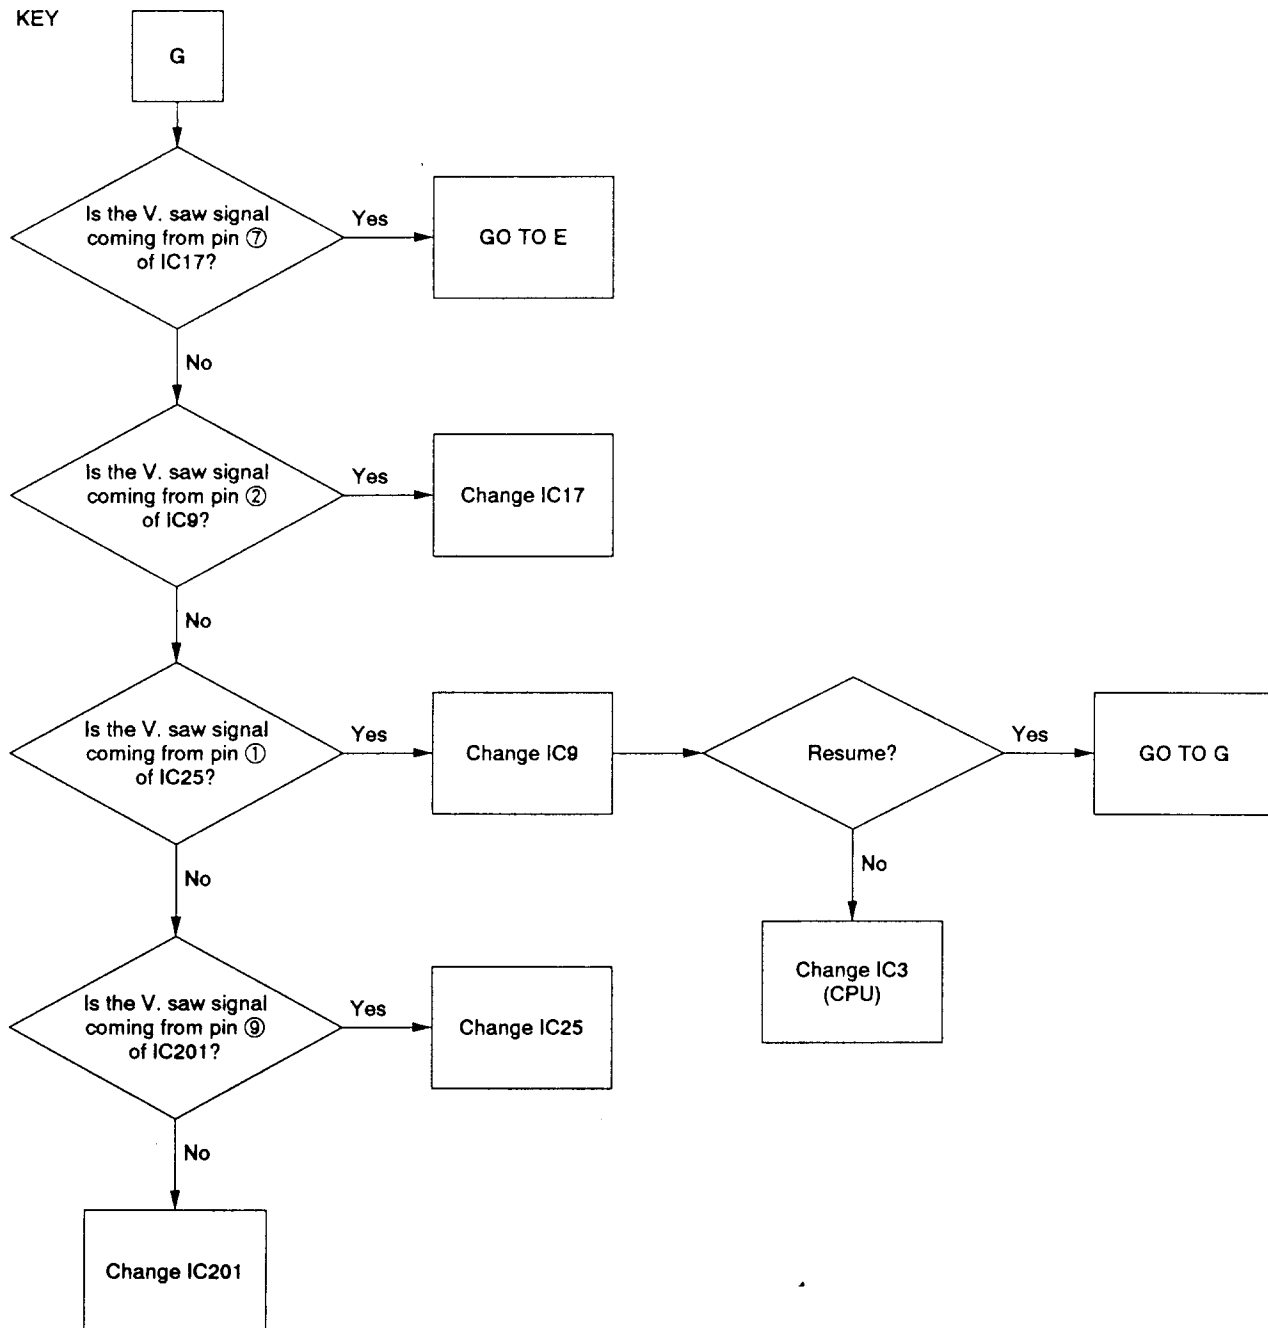 KEY
G
Is the V. saw signal
coming from pin ⑦
of IC17?
Yes
GO TO E
No
Is the V. saw signal
coming from pin ②
of IC9?
Yes
Change IC17
No
Is the V. saw signal
coming from pin ①
of IC25?
Yes
Change IC9
Resume?
Yes
GO TO G
No
Change IC3
(CPU)
No
Is the V. saw signal
coming from pin ⑨
of IC201?
Yes
Change IC25
No
Change IC201